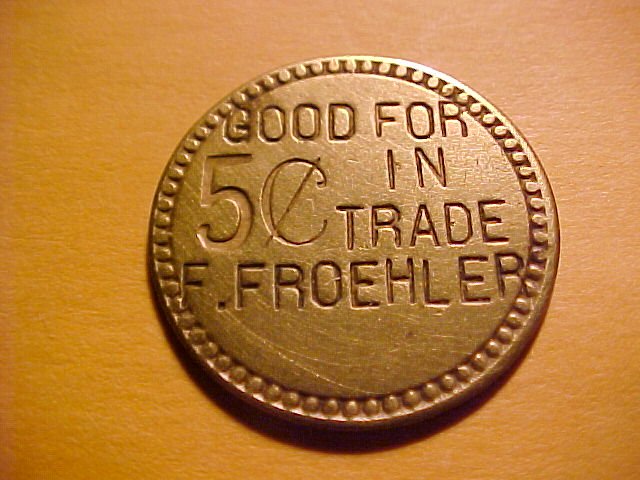 GOOD FOR
5¢ IN
TRADE
F. FROEHLER